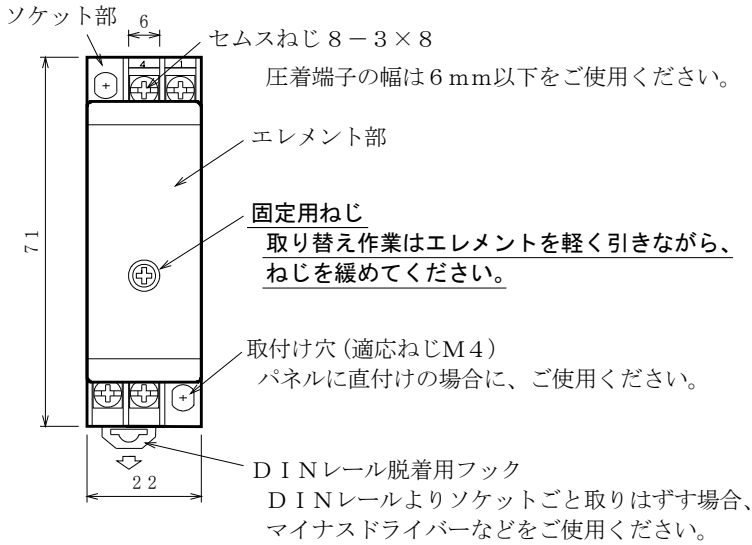 ソケット部
6
セムスねじ８－３×８
4 1
圧着端子の幅は６ｍｍ以下をご使用ください。
エレメント部
71
固定用ねじ
取り替え作業はエレメントを軽く引きながら、
ねじを緩めてください。
取付け穴（適応ねじＭ４）
パネルに直付けの場合に、ご使用ください。
22
ＤＩＮレール脱着用フック
ＤＩＮレールよりソケットごと取りはずす場合、
マイナスドライバーなどをご使用ください。